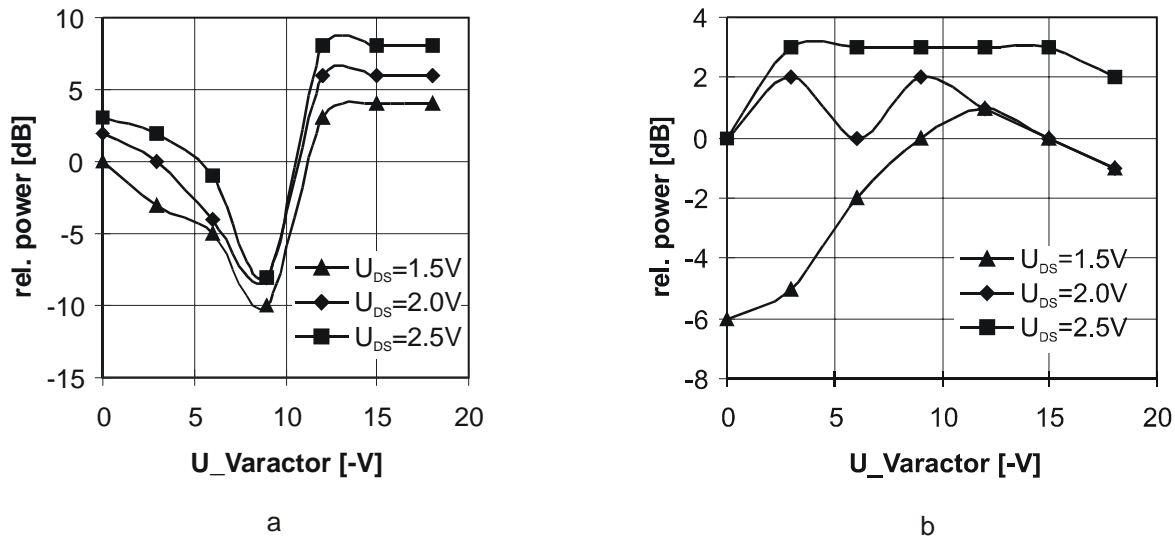 10
5
0
-5
-10
-15
rel. power [dB]
U_DS=1.5V
U_DS=2.0V
U_DS=2.5V
0 5 10 15 20
U_Varactor [-V]
a
4
2
0
-2
-4
-6
-8
rel. power [dB]
U_DS=1.5V
U_DS=2.0V
U_DS=2.5V
0 5 10 15 20
U_Varactor [-V]
b